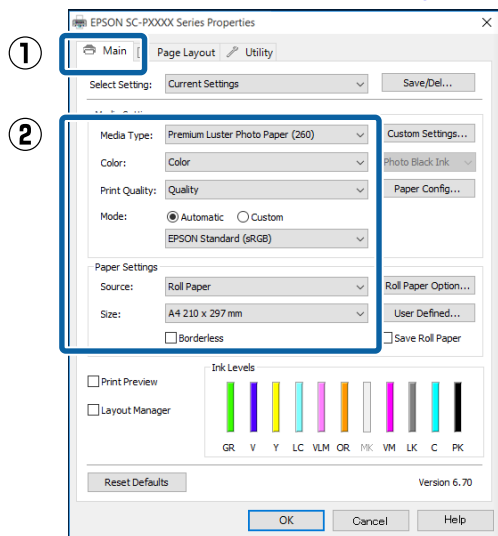 EPSON SC-PXXXX Series Properties
1
Main Page Layout Utility
Select Setting: Current Settings Save/Del...
2
Media Type: Premium Luster Photo Paper (260) Custom Settings...
Color: Color Photo Black Ink
Print Quality: Quality Paper Config...
Mode: Automatic Custom
EPSON Standard (sRGB)
Paper Settings
Source: Roll Paper Roll Paper Option...
Size: A4 210 x 297 mm User Defined...
Borderless Save Roll Paper
Ink Levels
Print Preview
Layout Manager
GR V Y LC VLM OR MK VM LK C PK
Reset Defaults Version 6.70
OK Cancel Help